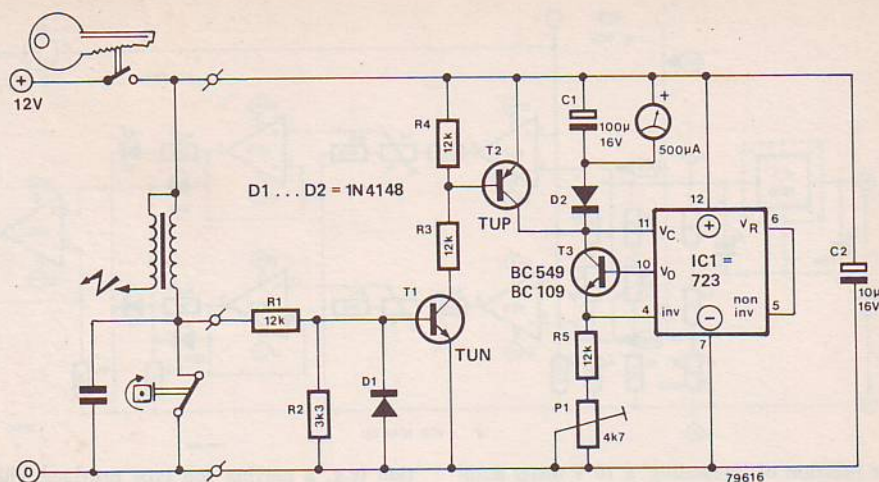 +
12V
D1 ... D2 = 1N4148
R4
12k
R3
12k
T2
TUP
C1
100µ
16V
+
500µA
D2
T3
BC 549
BC 109
12
+
11
VC
VR
6
IC1 =
723
10
VO
4
inv
non
inv
5
−
7
C2
10µ
16V
R1
12k
T1
TUN
R2
3k3
D1
R5
12k
P1
4k7
0
79616